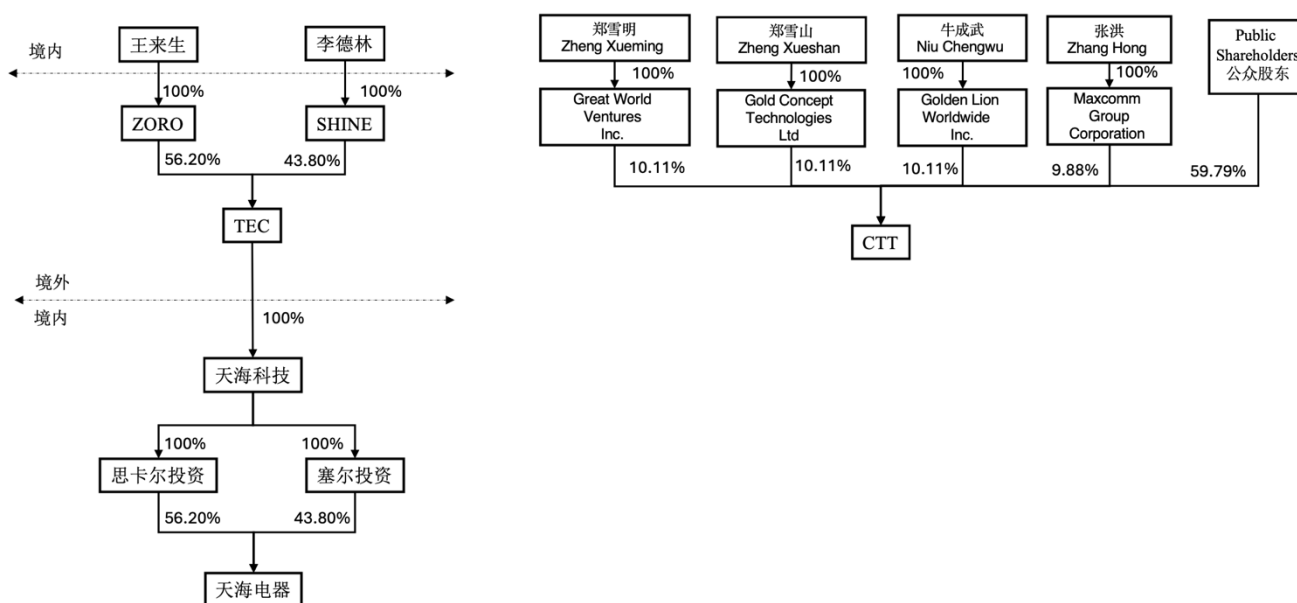 王来生
李德林
境内
100%
100%
ZORO
SHINE
56.20%
43.80%
TEC
境外
境内
100%
天海科技
100%
100%
思卡尔投资
塞尔投资
56.20%
43.80%
天海电器
郑雪明
Zheng Xueming
郑雪山
Zheng Xueshan
牛成武
Niu Chengwu
张洪
Zhang Hong
Public
Shareholders
公众股东
100%
100%
100%
100%
Great World
Ventures
Inc.
Gold Concept
Technologies
Ltd
Golden Lion
Worldwide
Inc.
Maxcomm
Group
Corporation
10.11%
10.11%
10.11%
9.88%
59.79%
CTT